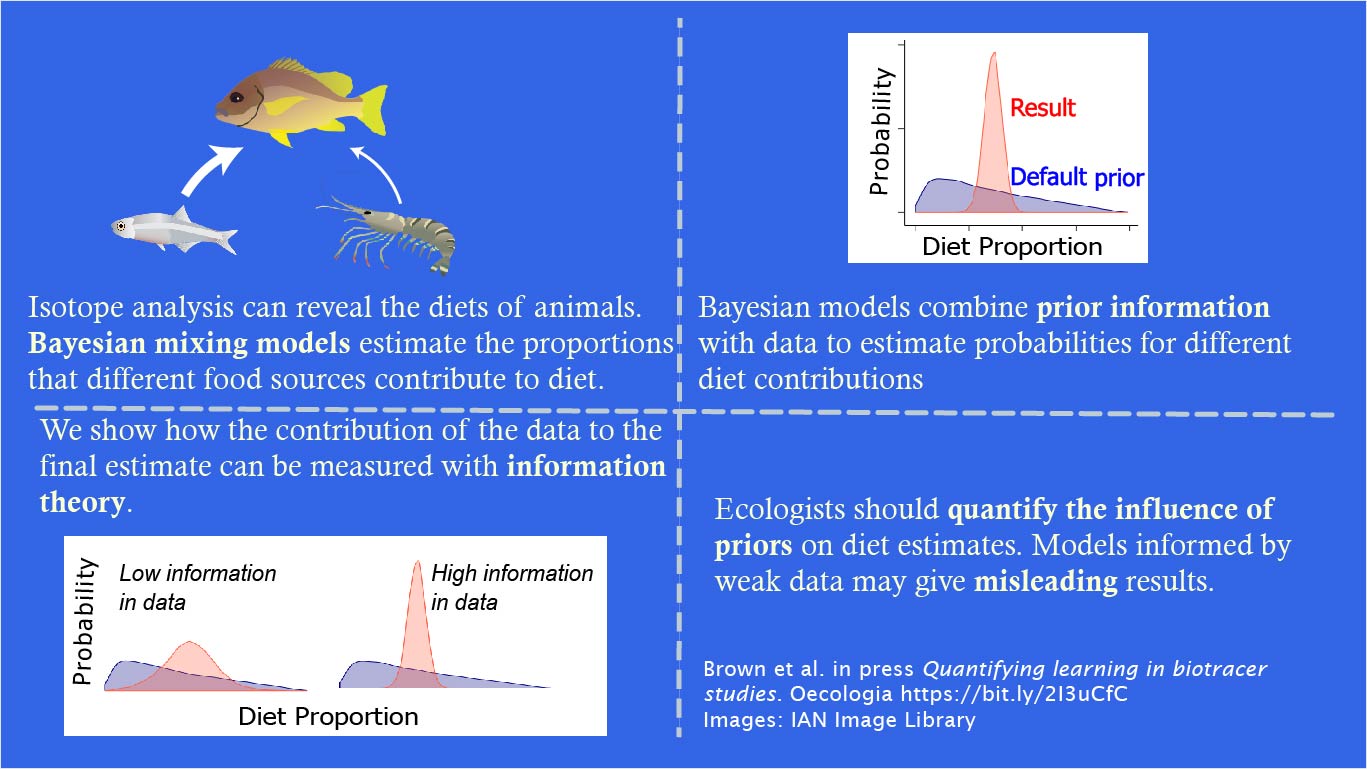 Isotope analysis can reveal the diets of animals.
Bayesian mixing models estimate the proportions
that different food sources contribute to diet.
Probability
Result
Default prior
Diet Proportion
Bayesian models combine prior information
with data to estimate probabilities for different
diet contributions
We show how the contribution of the data to the
final estimate can be measured with information
theory.
Probability
Low information
in data
High information
in data
Diet Proportion
Ecologists should quantify the influence of
priors on diet estimates. Models informed by
weak data may give misleading results.
Brown et al. in press Quantifying learning in biotracer
studies. Oecologia https://bit.ly/2I3uCfC
Images: IAN Image Library